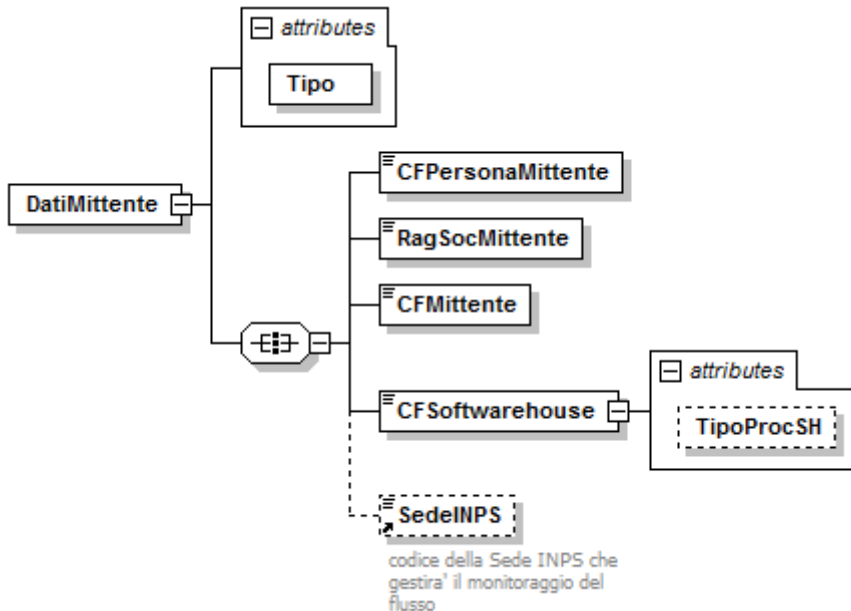 attributes
Tipo
DatiMittente
CFPersonaMittente
RagSocMittente
CFMittente
CFSoftwarehouse
attributes
TipoProcSH
SedeINPS
codice della Sede INPS che
gestira' il monitoraggio del
flusso